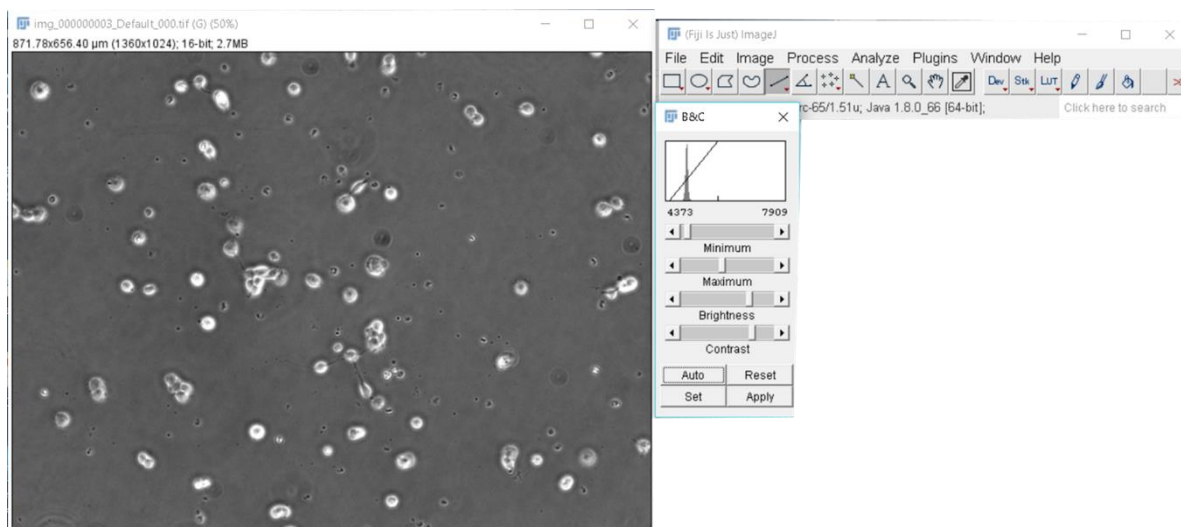 img_000000003_Default_000.tif (G) (50%)
871.78x656.40 µm (1360x1024); 16-bit; 2.7MB
(Fiji Is Just) ImageJ
File Edit Image Process Analyze Plugins Window Help
A Dev Stk LUT
rc-65/1.51u; Java 1.8.0_66 [64-bit]; Click here to search
B&C
4373 7909
Minimum
Maximum
Brightness
Contrast
Auto Reset
Set Apply